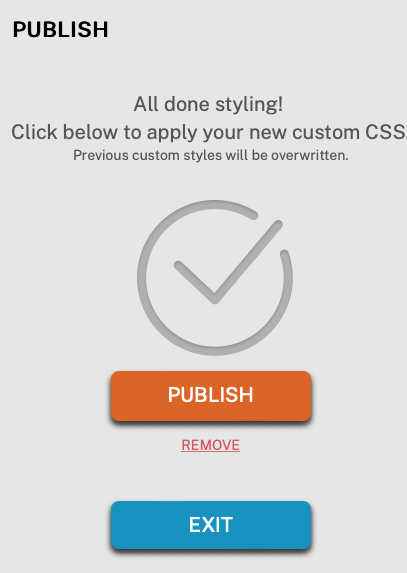 PUBLISH
All done styling!
Click below to apply your new custom CSS.
Previous custom styles will be overwritten.
PUBLISH
REMOVE
EXIT